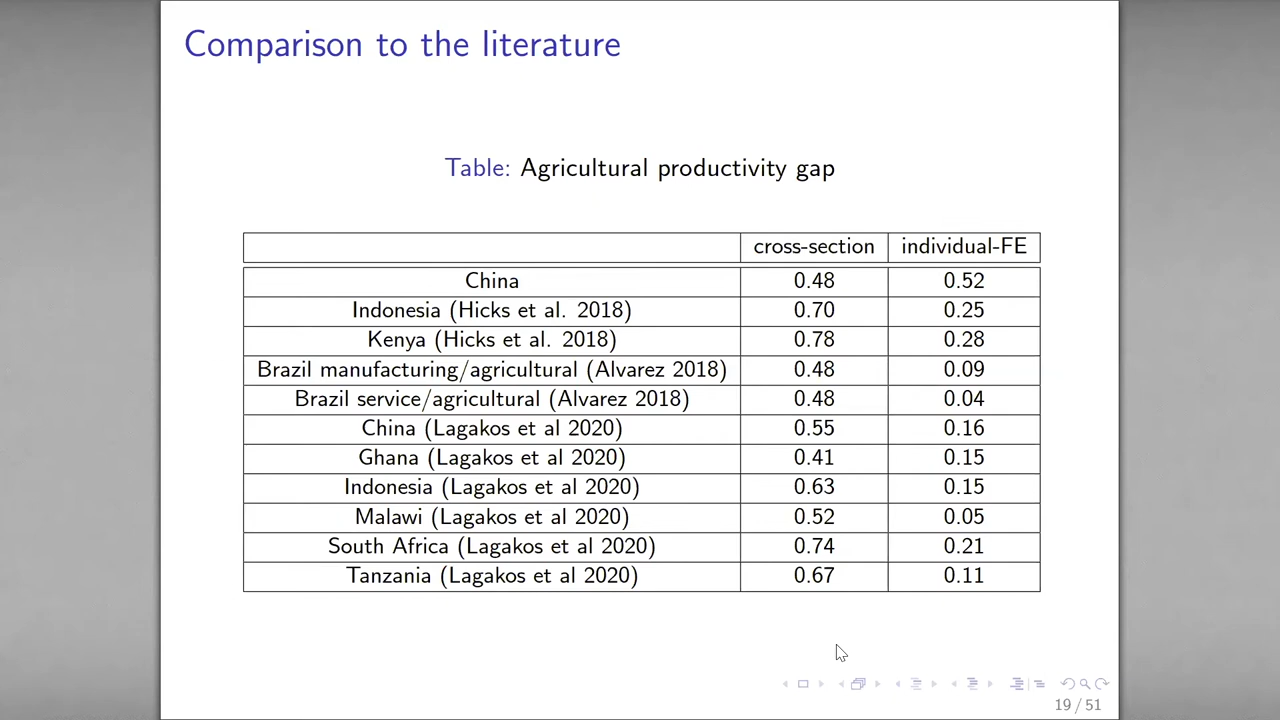 Comparison to the literature
Table: Agricultural productivity gap
cross-section individual-FE
China 0.48 0.52
Indonesia (Hicks et al. 2018) 0.70 0.25
Kenya (Hicks et al. 2018) 0.78 0.28
Brazil manufacturing/agricultural (Alvarez 2018) 0.48 0.09
Brazil service/agricultural (Alvarez 2018) 0.48 0.04
China (Lagakos et al 2020) 0.55 0.16
Ghana (Lagakos et al 2020) 0.41 0.15
Indonesia (Lagakos et al 2020) 0.63 0.15
Malawi (Lagakos et al 2020) 0.52 0.05
South Africa (Lagakos et al 2020) 0.74 0.21
Tanzania (Lagakos et al 2020) 0.67 0.11
19 / 51